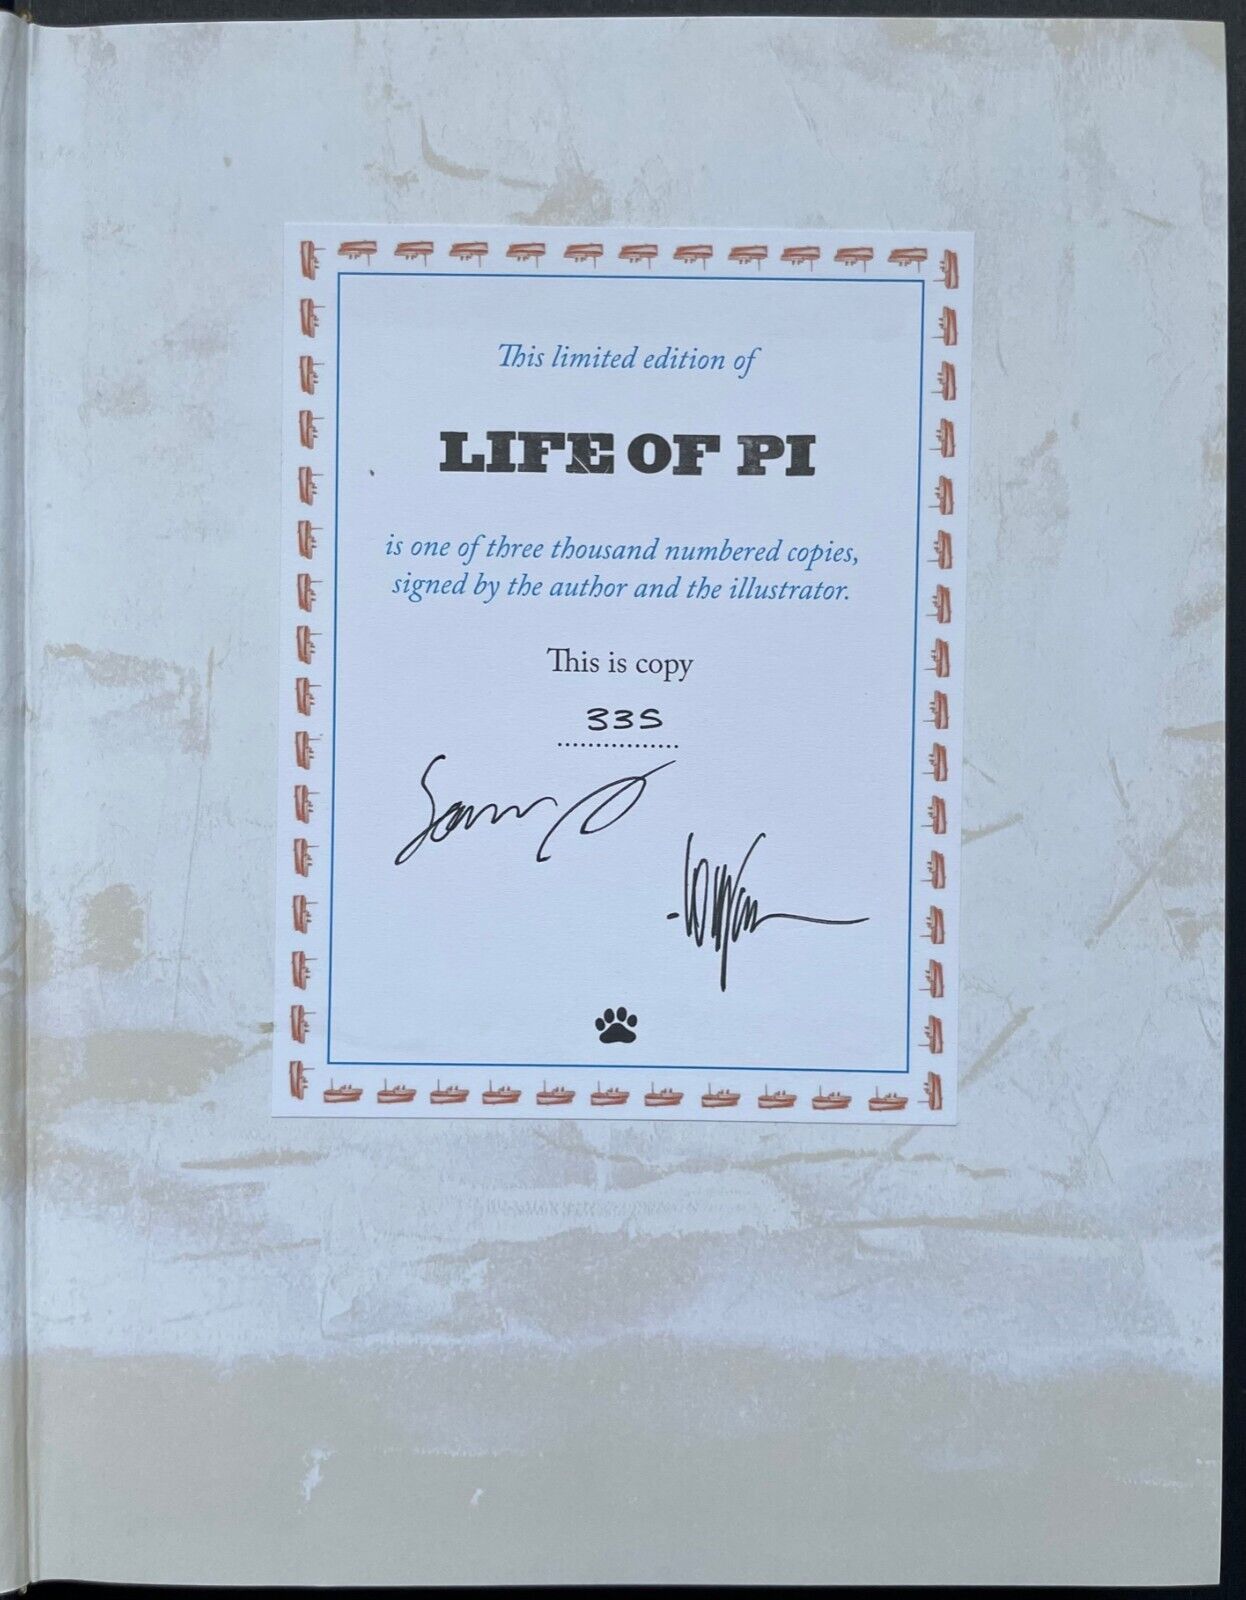 This limited edition of
LIFE OF PI
is one of three thousand numbered copies,
signed by the author and the illustrator.
This is copy
335